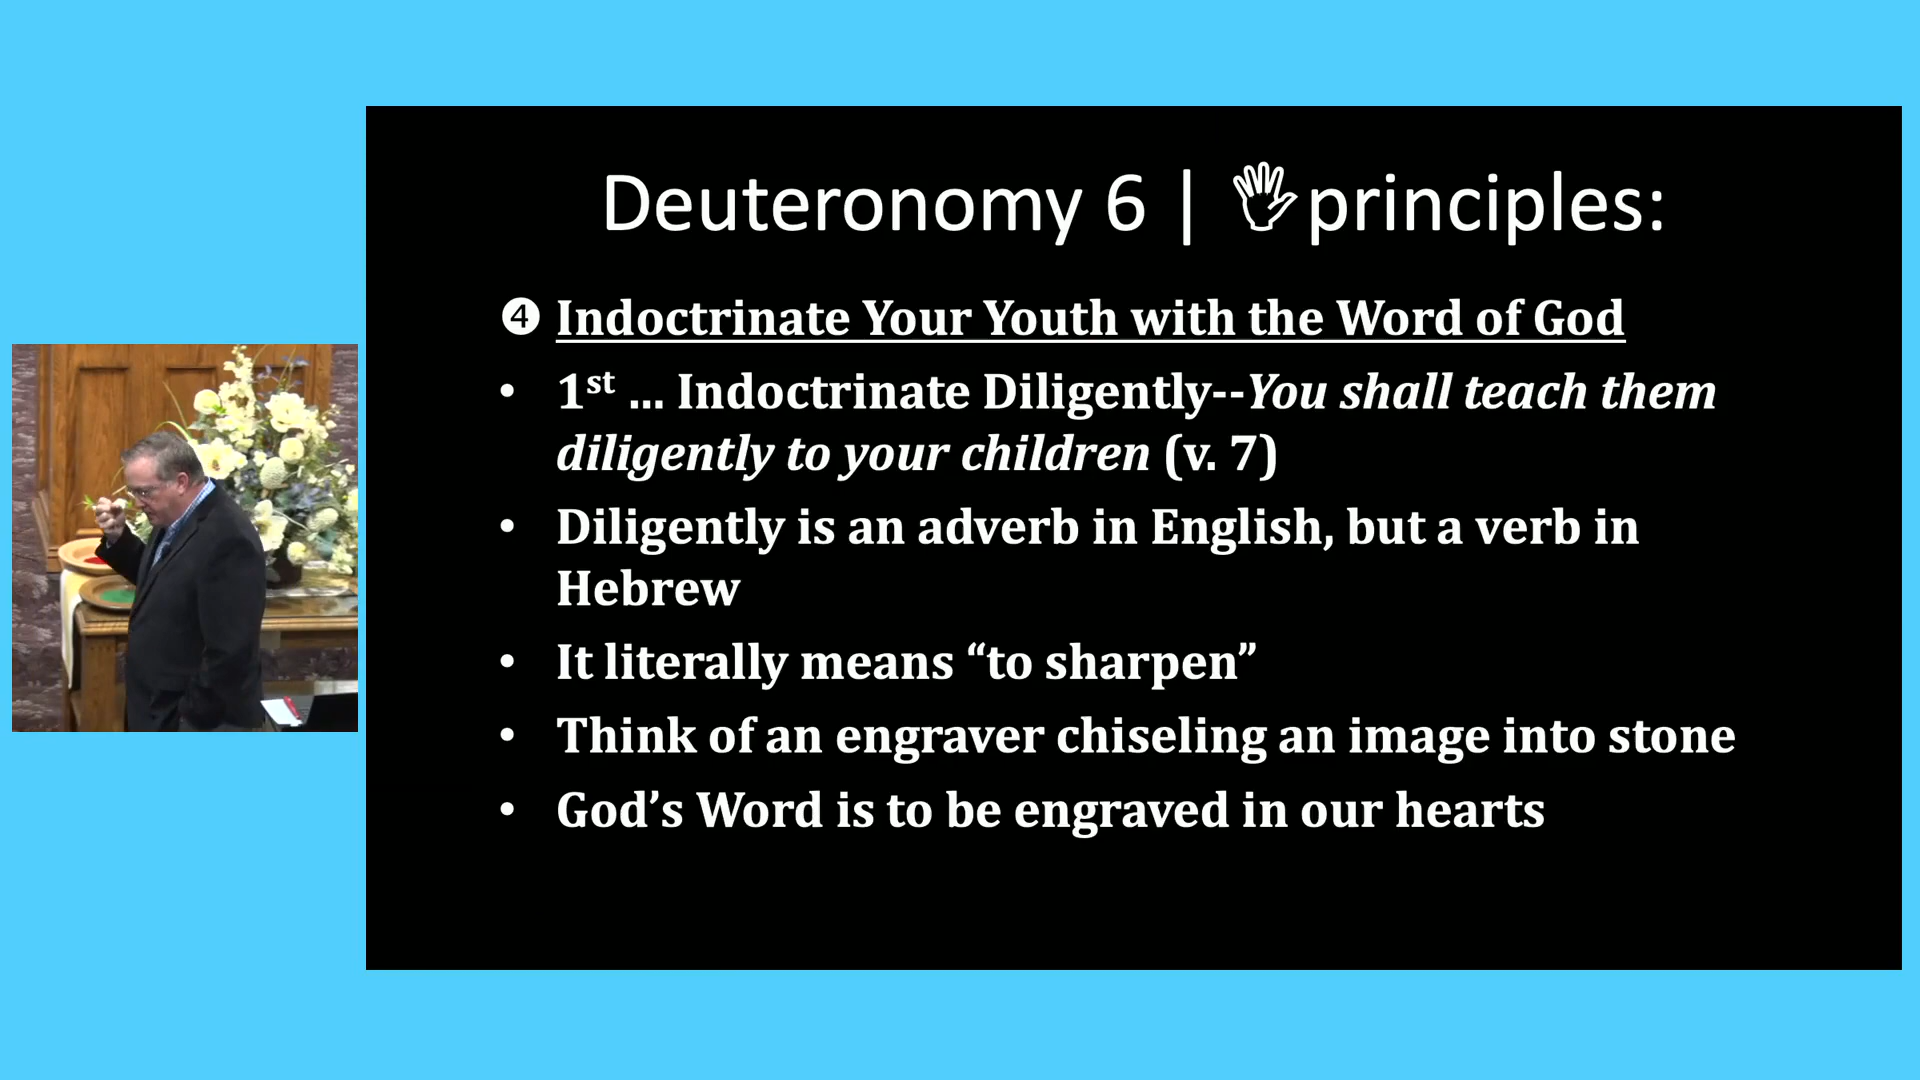 Deuteronomy 6 | 🖐 principles:
❹ Indoctrinate Your Youth with the Word of God
• 1st ... Indoctrinate Diligently--You shall teach them
diligently to your children (v. 7)
• Diligently is an adverb in English, but a verb in
Hebrew
• It literally means “to sharpen”
• Think of an engraver chiseling an image into stone
• God’s Word is to be engraved in our hearts